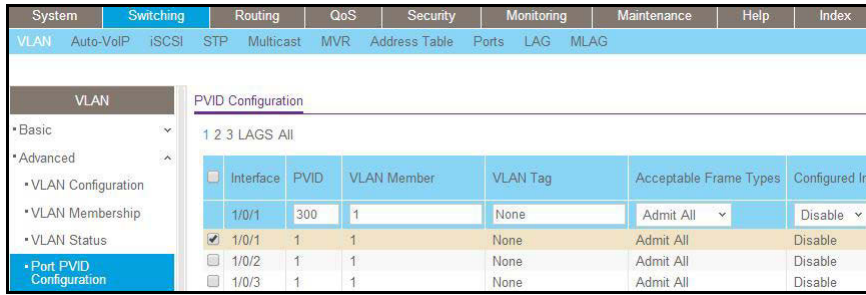 System Switching Routing QoS Security Monitoring Maintenance Help Index
VLAN Auto-VoIP iSCSI STP Multicast MVR Address Table Ports LAG MLAG
VLAN
PVID Configuration
Basic
1 2 3 LAGS All
Advanced
VLAN Configuration
Interface PVID VLAN Member VLAN Tag Acceptable Frame Types Configured
VLAN Membership
1/0/1 300 1 None Admit All Disable
VLAN Status
1/0/1 1 1 None Admit All Disable
Port PVID
Configuration
1/0/2 1 1 None Admit All Disable
1/0/3 1 1 None Admit All Disable